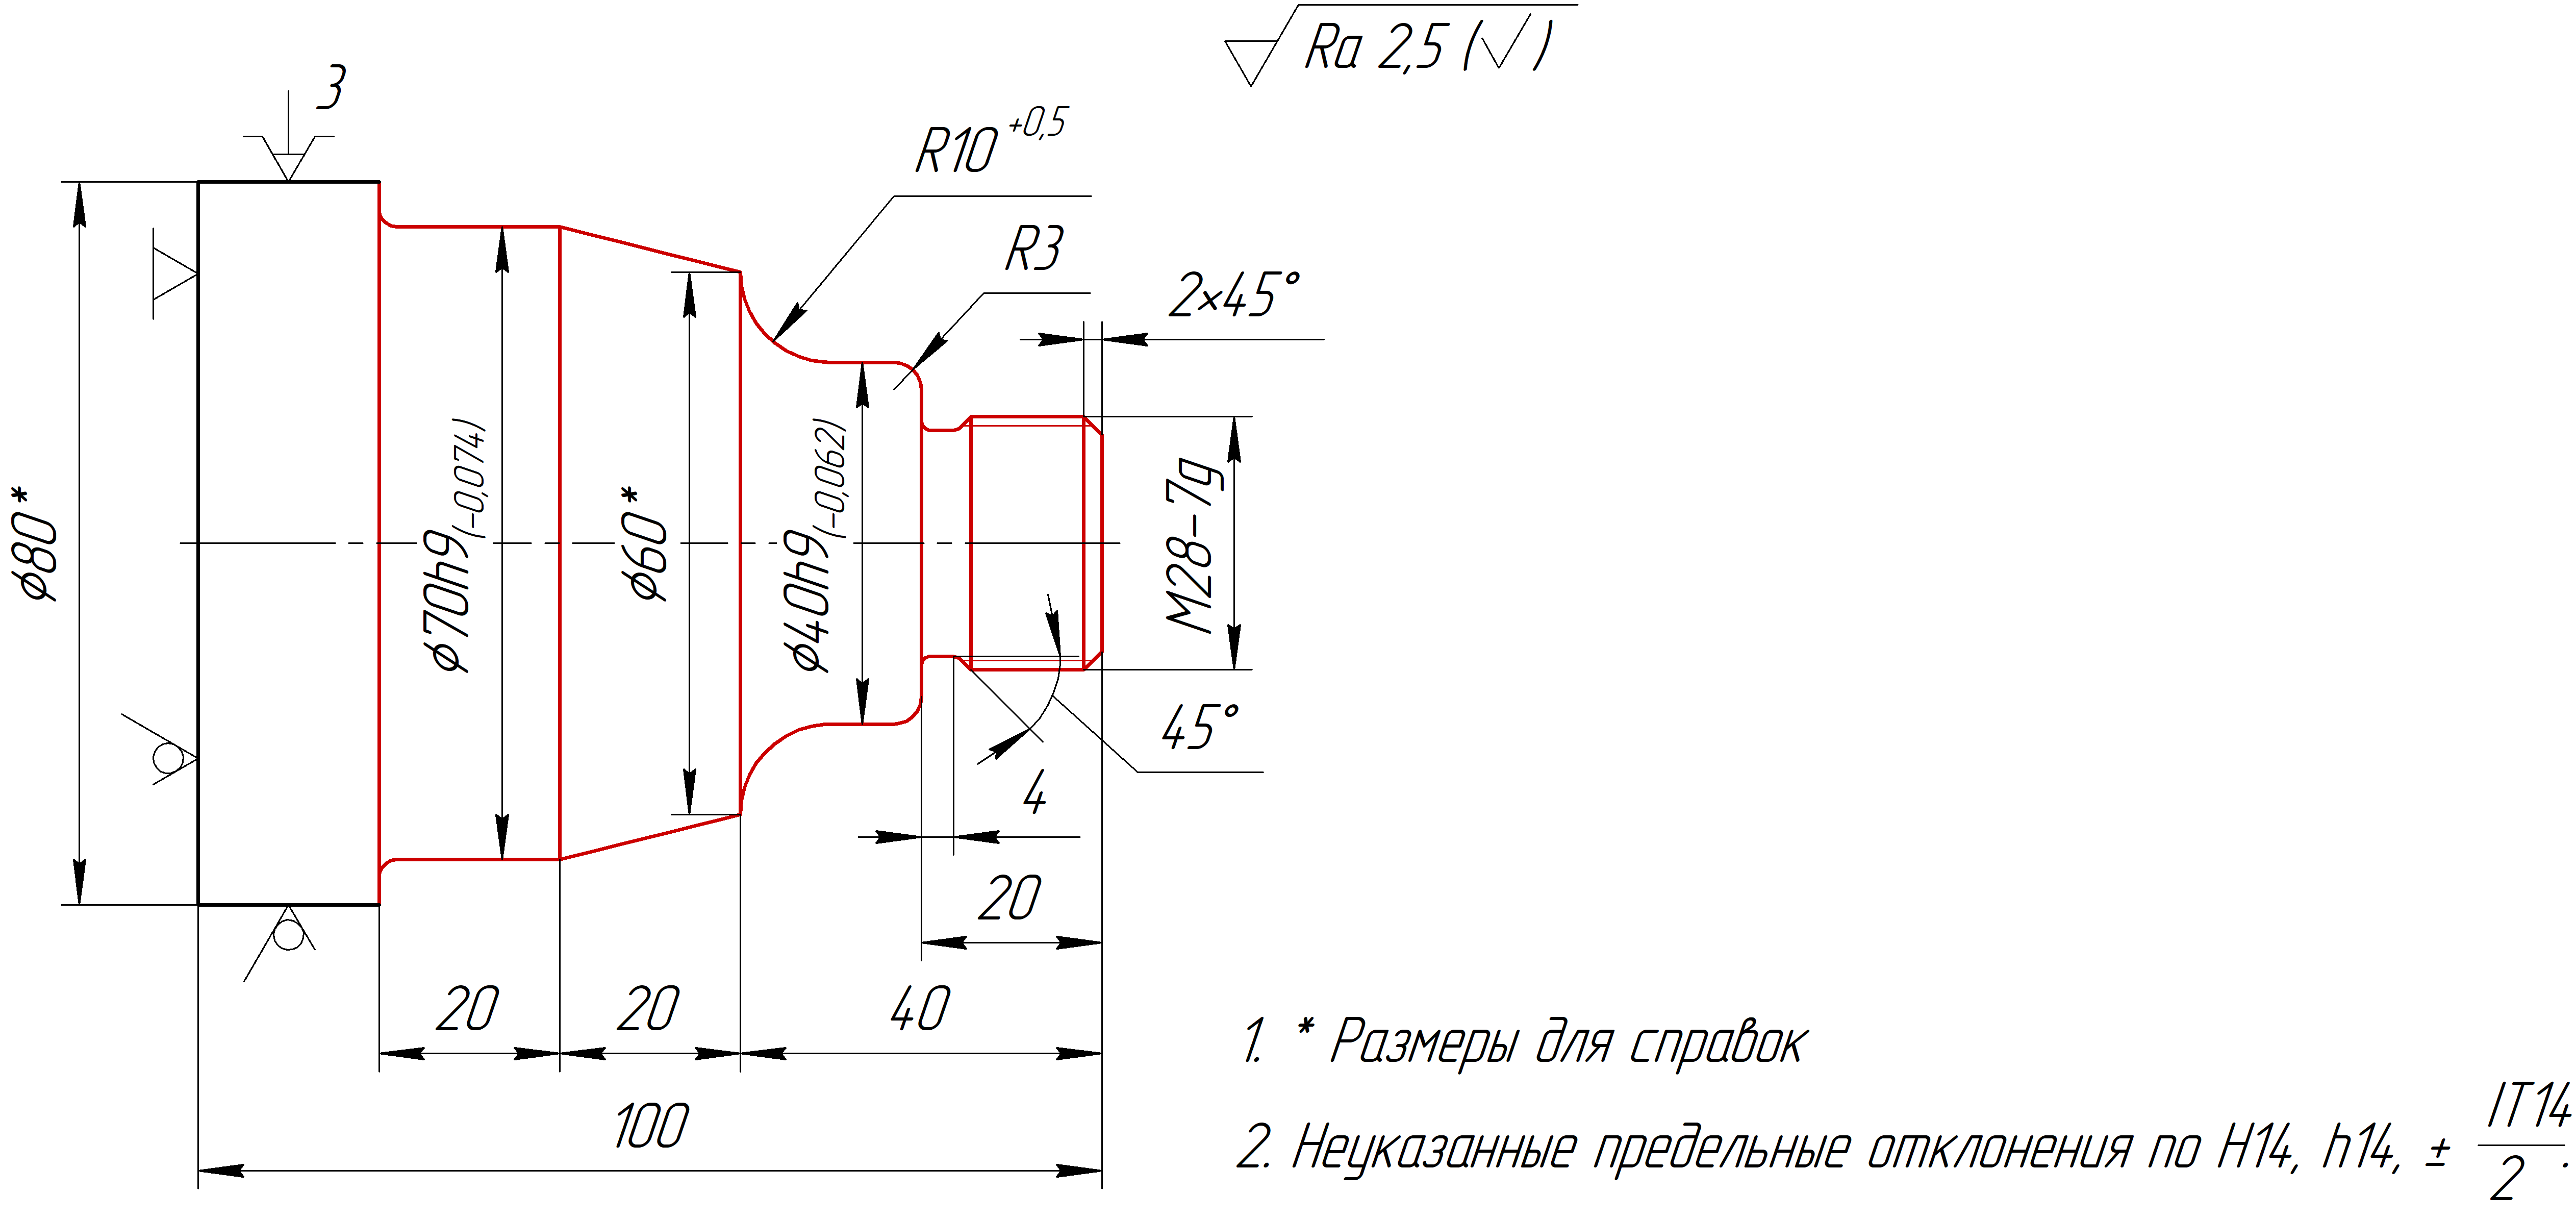 Ra 2,5 (√)
3
R10 +0,5
R3
2×45°
ϕ80*
ϕ70h9(-0,074)
ϕ60*
ϕ40h9(-0,062)
M28-7g
45°
4
20
20
20
40
100
1. * Размеры для справок
2. Неуказанные предельные отклонения по H14, h14, ± IT14/2.